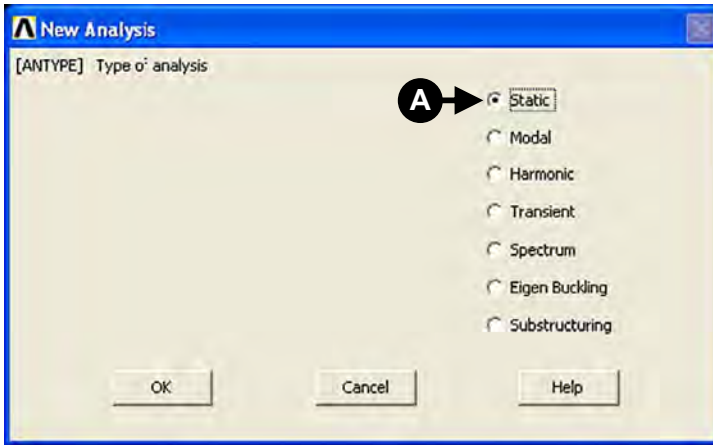 New Analysis
[ANTYPE] Type of analysis
A
Static
Modal
Harmonic
Transient
Spectrum
Eigen Buckling
Substructuring
OK
Cancel
Help